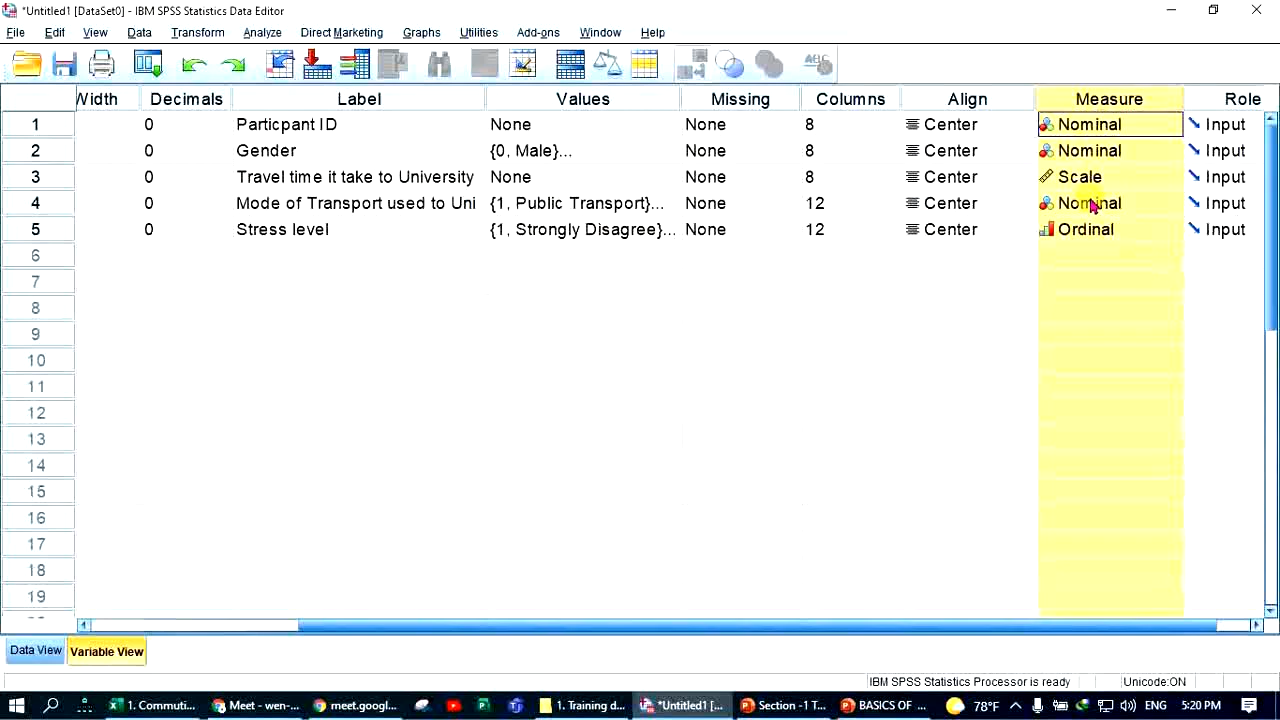 *Untitled1 [DataSet0] - IBM SPSS Statistics Data Editor
File Edit View Data Transform Analyze Direct Marketing Graphs Utilities Add-ons Window Help
Width Decimals Label Values Missing Columns Align Measure Role
1 0 Particpant ID None None 8 Center Nominal Input
2 0 Gender {0, Male}... None 8 Center Nominal Input
3 0 Travel time it take to University None None 8 Center Scale Input
4 0 Mode of Transport used to Uni {1, Public Transport}... None 12 Center Nominal Input
5 0 Stress level {1, Strongly Disagree}... None 12 Center Ordinal Input
6
7
8
9
10
11
12
13
14
15
16
17
18
19
Data View Variable View
IBM SPSS Statistics Processor is ready Unicode:ON
1. Commuti... Meet - wen-... meet.googl... 1. Training d... *Untitled1 [... Section -1 T... BASICS OF ... 78°F ENG 5:20 PM